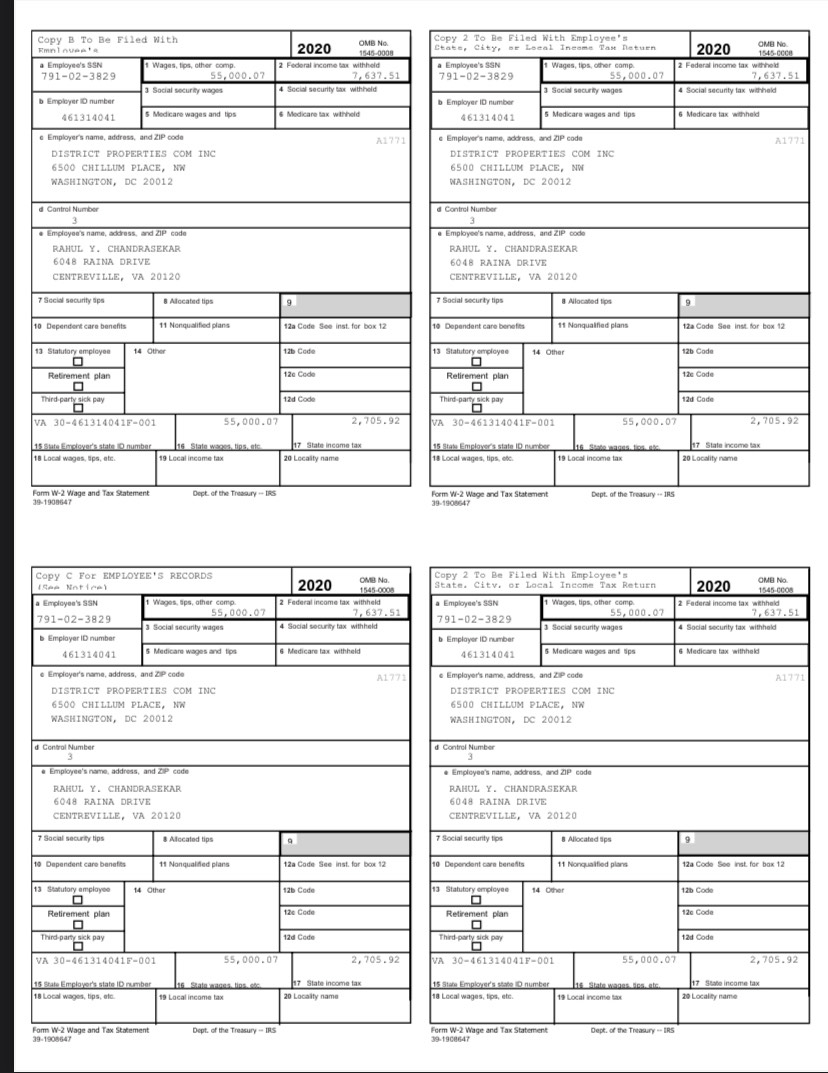 Copy B To Be Filed With
Employee's
2020
OMB No.
1545-0008
a Employee's SSN
791-02-3829
1 Wages, tips, other comp.
55,000.07
2 Federal income tax withheld
7,637.51
3 Social security wages
4 Social security tax withheld
b Employer ID number
461314041
5 Medicare wages and tips
6 Medicare tax withheld
c Employer's name, address, and ZIP code
A1771
DISTRICT PROPERTIES COM INC
6500 CHILLUM PLACE, NW
WASHINGTON, DC 20012
d Control Number
3
e Employee's name, address, and ZIP code
RAHUL Y. CHANDRASEKAR
6048 RAINA DRIVE
CENTREVILLE, VA 20120
7 Social security tips
8 Allocated tips
9
10 Dependent care benefits
11 Nonqualified plans
12a Code See inst. for box 12
13 Statutory employee
14 Other
12b Code
Retirement plan
12c Code
Third-party sick pay
12d Code
VA 30-461314041F-001
55,000.07
2,705.92
15 State Employer's state ID number
16 State wages, tips, etc.
17 State income tax
18 Local wages, tips, etc.
19 Local income tax
20 Locality name
Form W-2 Wage and Tax Statement
Dept. of the Treasury -- IRS
39-1908647
Copy 2 To Be Filed With Employee's
State, City, or Local Income Tax Return
2020
OMB No.
1545-0008
a Employee's SSN
791-02-3829
1 Wages, tips, other comp.
55,000.07
2 Federal income tax withheld
7,637.51
3 Social security wages
4 Social security tax withheld
b Employer ID number
461314041
5 Medicare wages and tips
6 Medicare tax withheld
c Employer's name, address, and ZIP code
A1771
DISTRICT PROPERTIES COM INC
6500 CHILLUM PLACE, NW
WASHINGTON, DC 20012
d Control Number
3
e Employee's name, address, and ZIP code
RAHUL Y. CHANDRASEKAR
6048 RAINA DRIVE
CENTREVILLE, VA 20120
7 Social security tips
8 Allocated tips
9
10 Dependent care benefits
11 Nonqualified plans
12a Code See inst. for box 12
13 Statutory employee
14 Other
12b Code
Retirement plan
12c Code
Third-party sick pay
12d Code
VA 30-461314041F-001
55,000.07
2,705.92
15 State Employer's state ID number
16 State wages, tips, etc.
17 State income tax
18 Local wages, tips, etc.
19 Local income tax
20 Locality name
Form W-2 Wage and Tax Statement
Dept. of the Treasury -- IRS
39-1908647
Copy C For EMPLOYEE'S RECORDS
(See Notice)
2020
OMB No.
1545-0008
a Employee's SSN
791-02-3829
1 Wages, tips, other comp.
55,000.07
2 Federal income tax withheld
7,637.51
3 Social security wages
4 Social security tax withheld
b Employer ID number
461314041
5 Medicare wages and tips
6 Medicare tax withheld
c Employer's name, address, and ZIP code
A1771
DISTRICT PROPERTIES COM INC
6500 CHILLUM PLACE, NW
WASHINGTON, DC 20012
d Control Number
3
e Employee's name, address, and ZIP code
RAHUL Y. CHANDRASEKAR
6048 RAINA DRIVE
CENTREVILLE, VA 20120
7 Social security tips
8 Allocated tips
9
10 Dependent care benefits
11 Nonqualified plans
12a Code See inst. for box 12
13 Statutory employee
14 Other
12b Code
Retirement plan
12c Code
Third-party sick pay
12d Code
VA 30-461314041F-001
55,000.07
2,705.92
15 State Employer's state ID number
16 State wages, tips, etc.
17 State income tax
18 Local wages, tips, etc.
19 Local income tax
20 Locality name
Form W-2 Wage and Tax Statement
Dept. of the Treasury -- IRS
39-1908647
Copy 2 To Be Filed With Employee's
State, City, or Local Income Tax Return
2020
OMB No.
1545-0008
a Employee's SSN
791-02-3829
1 Wages, tips, other comp.
55,000.07
2 Federal income tax withheld
7,637.51
3 Social security wages
4 Social security tax withheld
b Employer ID number
461314041
5 Medicare wages and tips
6 Medicare tax withheld
c Employer's name, address, and ZIP code
A1771
DISTRICT PROPERTIES COM INC
6500 CHILLUM PLACE, NW
WASHINGTON, DC 20012
d Control Number
3
e Employee's name, address, and ZIP code
RAHUL Y. CHANDRASEKAR
6048 RAINA DRIVE
CENTREVILLE, VA 20120
7 Social security tips
8 Allocated tips
9
10 Dependent care benefits
11 Nonqualified plans
12a Code See inst. for box 12
13 Statutory employee
14 Other
12b Code
Retirement plan
12c Code
Third-party sick pay
12d Code
VA 30-461314041F-001
55,000.07
2,705.92
15 State Employer's state ID number
16 State wages, tips, etc.
17 State income tax
18 Local wages, tips, etc.
19 Local income tax
20 Locality name
Form W-2 Wage and Tax Statement
Dept. of the Treasury -- IRS
39-1908647